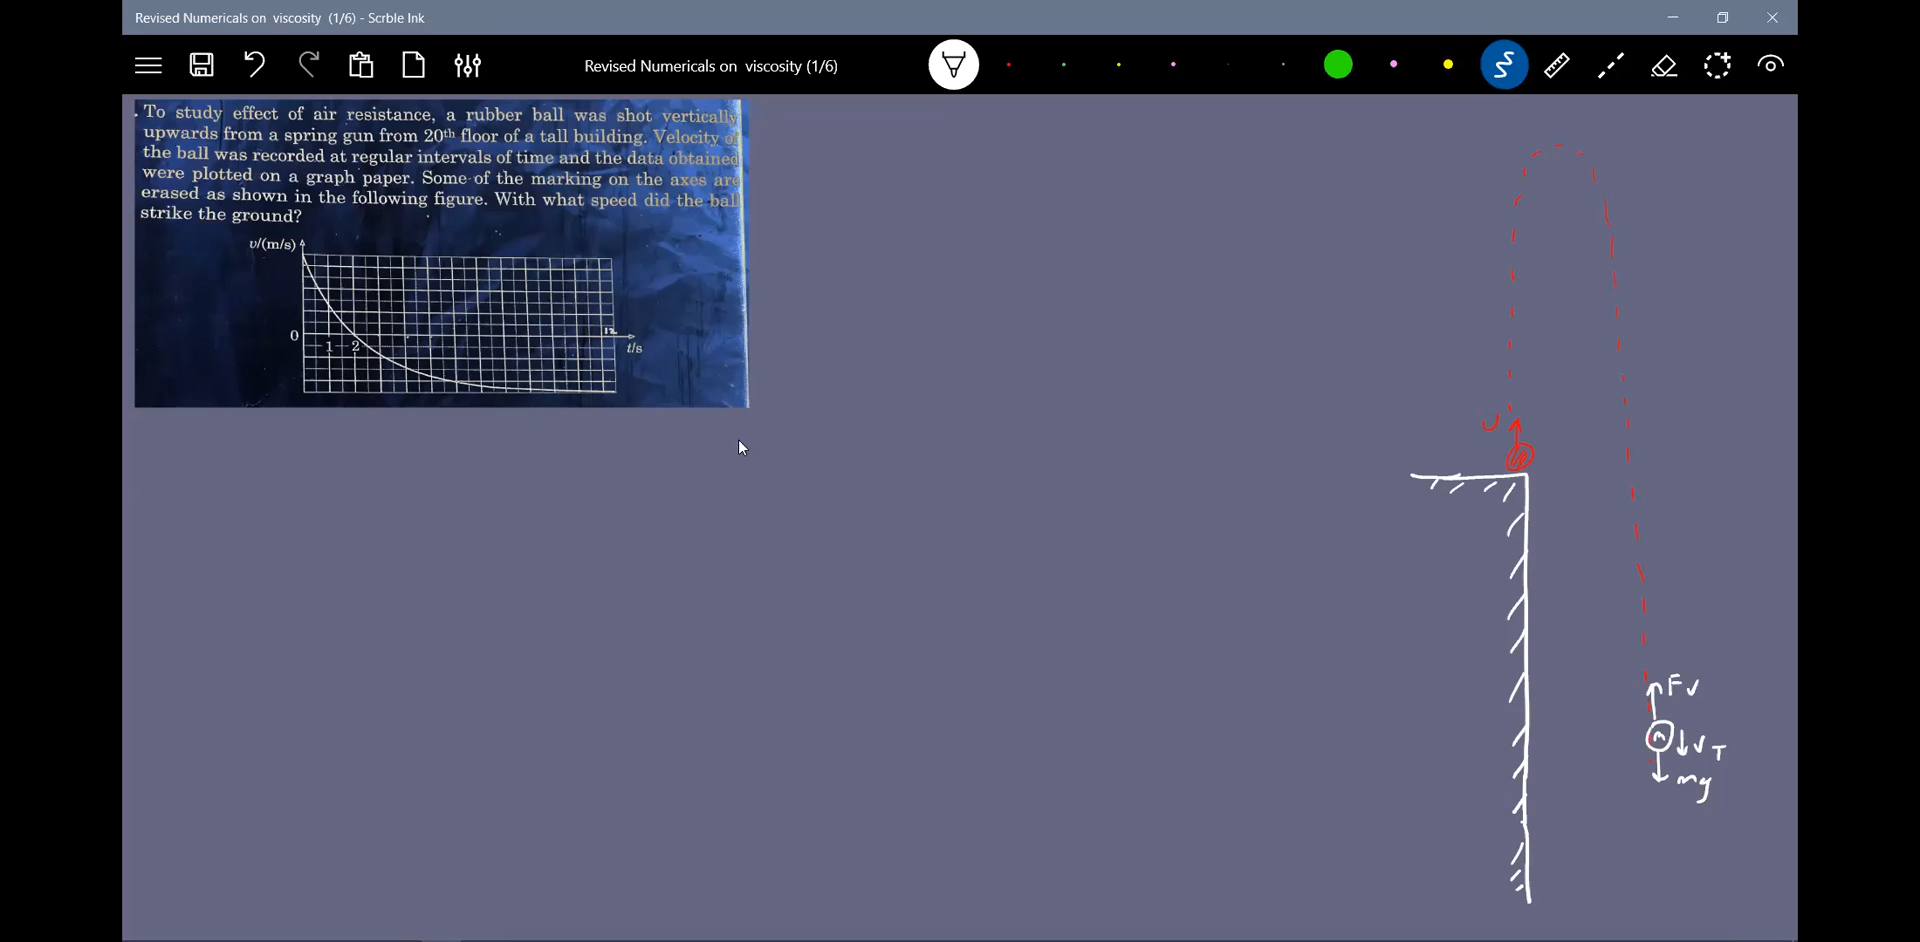 Revised Numericals on viscosity (1/6) - Scrble Ink
Revised Numericals on viscosity (1/6)
. To study effect of air resistance, a rubber ball was shot vertically
upwards from a spring gun from 20th floor of a tall building. Velocity of
the ball was recorded at regular intervals of time and the data obtained
were plotted on a graph paper. Some of the marking on the axes are
erased as shown in the following figure. With what speed did the ball
strike the ground?
v/(m/s)
0
1 2
12
t/s
U
Fv
m
vT
mg